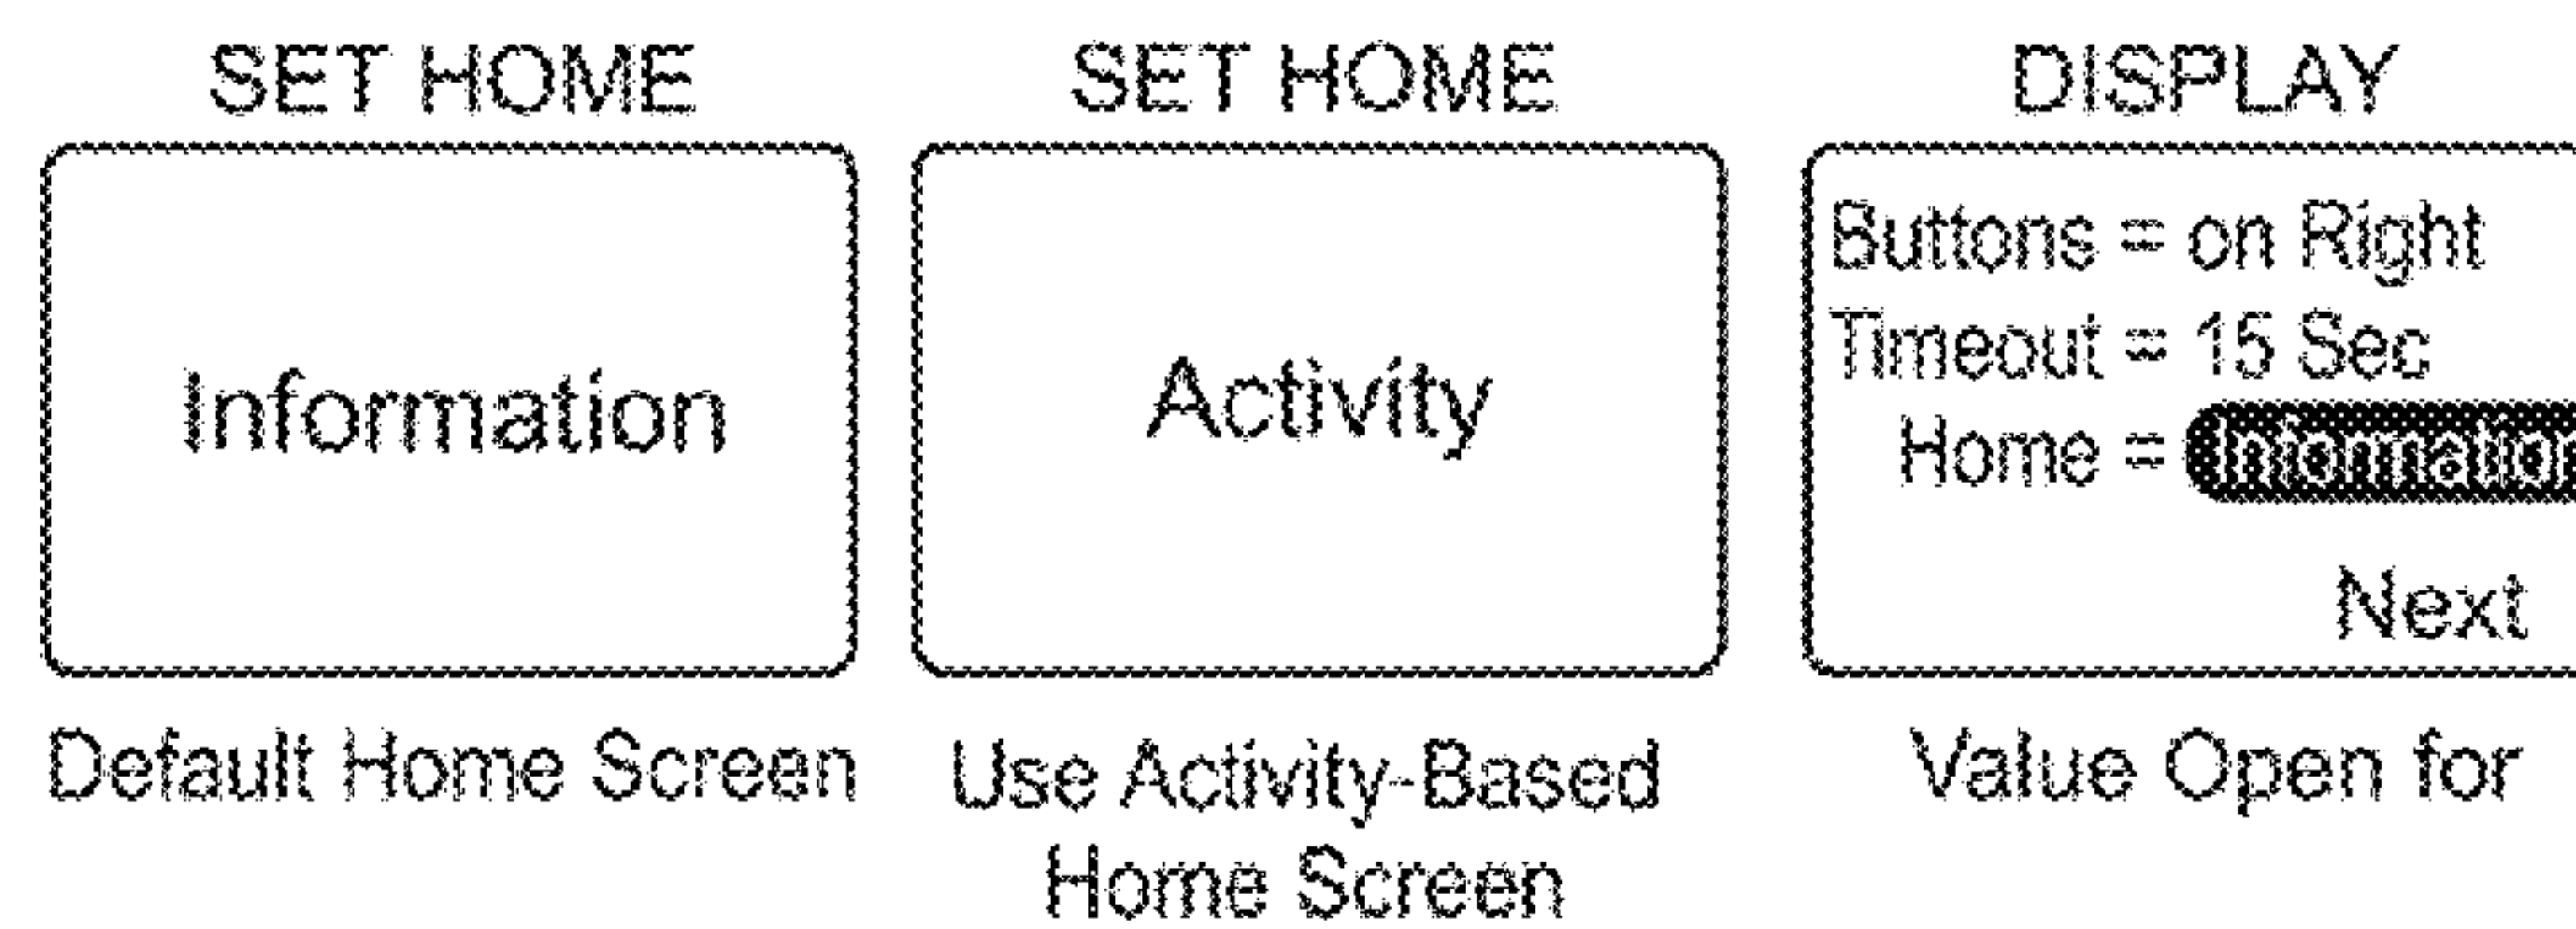 SET HOME
Information
Default Home Screen
SET HOME
Activity
Use Activity-Based
Home Screen
DISPLAY
Buttons = on Right
Timeout = 15 Sec
Home = Information
Next
Value Open for